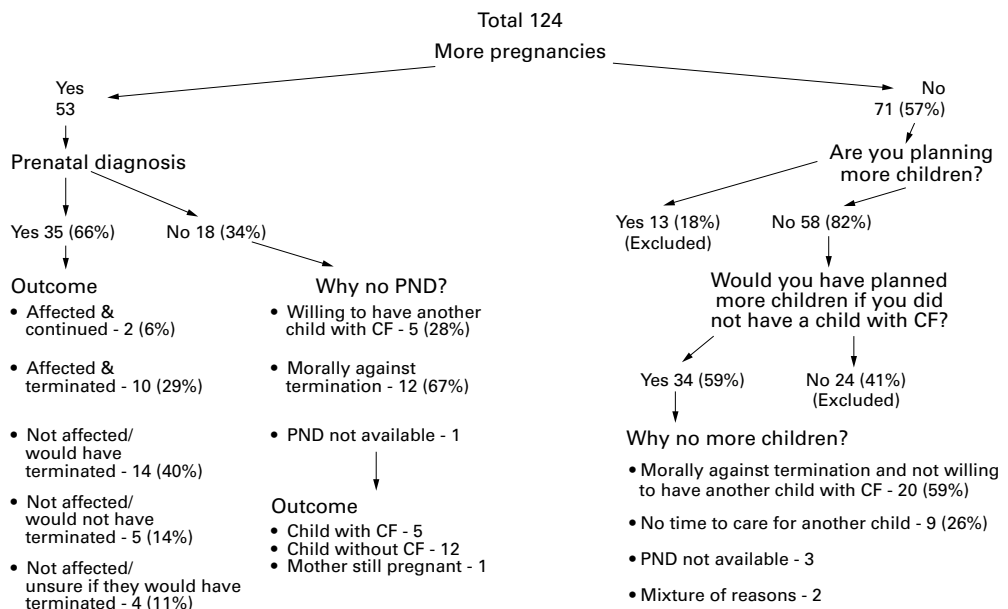 Total 124
More pregnancies
Yes
53
No
71 (57%)
Prenatal diagnosis
Are you planning
more children?
Yes 35 (66%)
No 18 (34%)
Yes 13 (18%)
(Excluded)
No 58 (82%)
Outcome
• Affected &
continued - 2 (6%)
• Affected &
terminated - 10 (29%)
• Not affected/
would have
terminated - 14 (40%)
• Not affected/
would not have
terminated - 5 (14%)
• Not affected/
unsure if they would have
terminated - 4 (11%)
Why no PND?
• Willing to have another
child with CF - 5 (28%)
• Morally against
termination - 12 (67%)
• PND not available - 1
Outcome
• Child with CF - 5
• Child without CF - 12
• Mother still pregnant - 1
Would you have planned
more children if you did
not have a child with CF?
Yes 34 (59%)
No 24 (41%)
(Excluded)
Why no more children?
• Morally against termination and not willing
to have another child with CF - 20 (59%)
• No time to care for another child - 9 (26%)
• PND not available - 3
• Mixture of reasons - 2